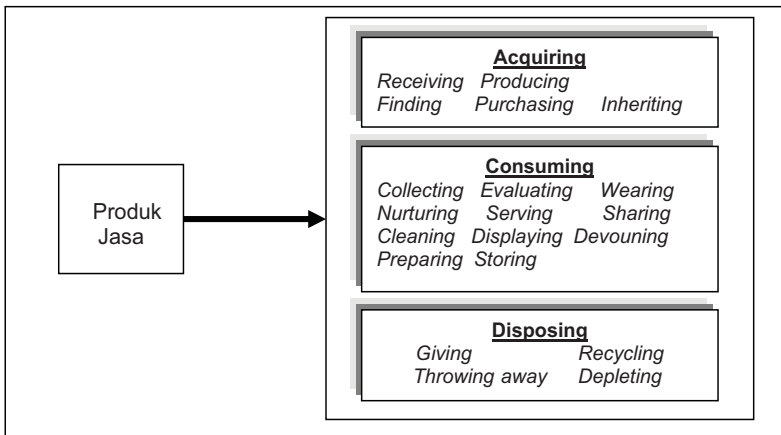 Acquiring
Receiving Producing
Finding Purchasing Inheriting
Produk
Jasa
Consuming
Collecting Evaluating Wearing
Nurturing Serving Sharing
Cleaning Displaying Devouning
Preparing Storing
Disposing
Giving Recycling
Throwing away Depleting